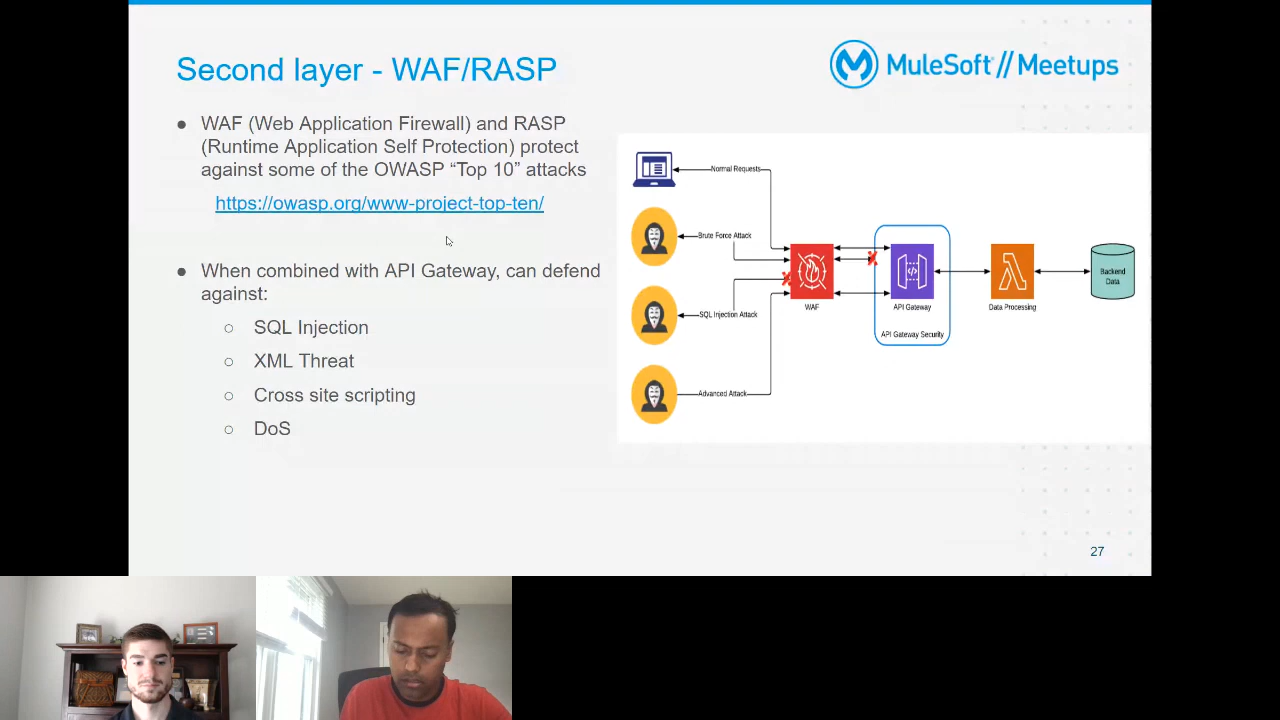 Second layer - WAF/RASP
MuleSoft // Meetups
● WAF (Web Application Firewall) and RASP
(Runtime Application Self Protection) protect
against some of the OWASP “Top 10” attacks
https://owasp.org/www-project-top-ten/
● When combined with API Gateway, can defend
against:
○ SQL Injection
○ XML Threat
○ Cross site scripting
○ DoS
Normal Requests
Brute Force Attack
SQL Injection Attack
Advanced Attack
WAF
API Gateway
API Gateway Security
Data Processing
Backend
Data
27